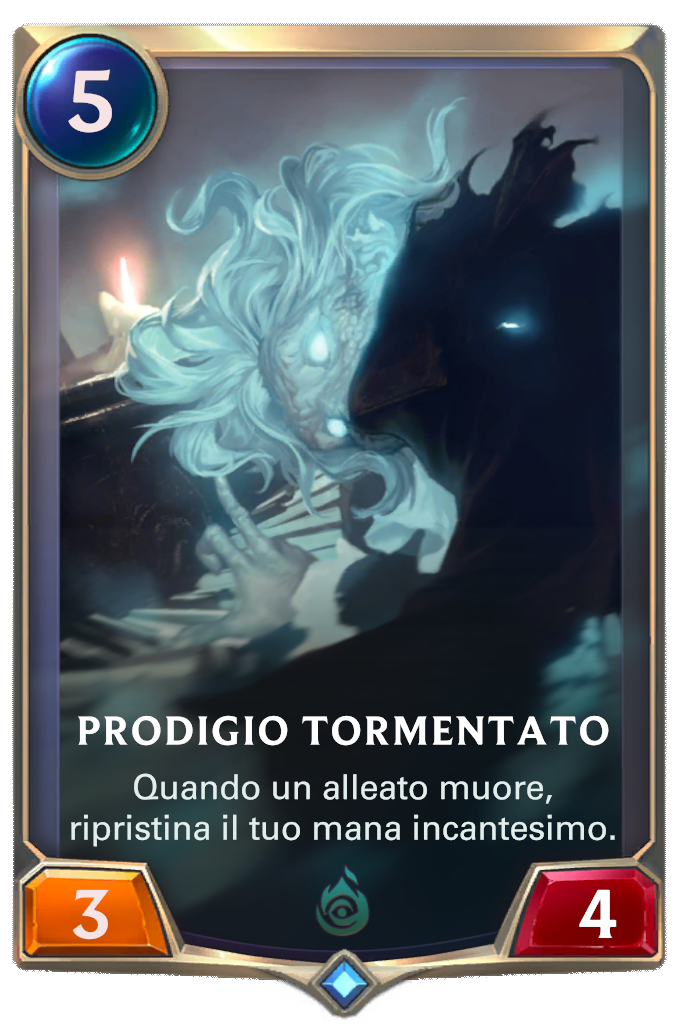 5
PRODIGIO TORMENTATO
Quando un alleato muore,
ripristina il tuo mana incantesimo.
3
4